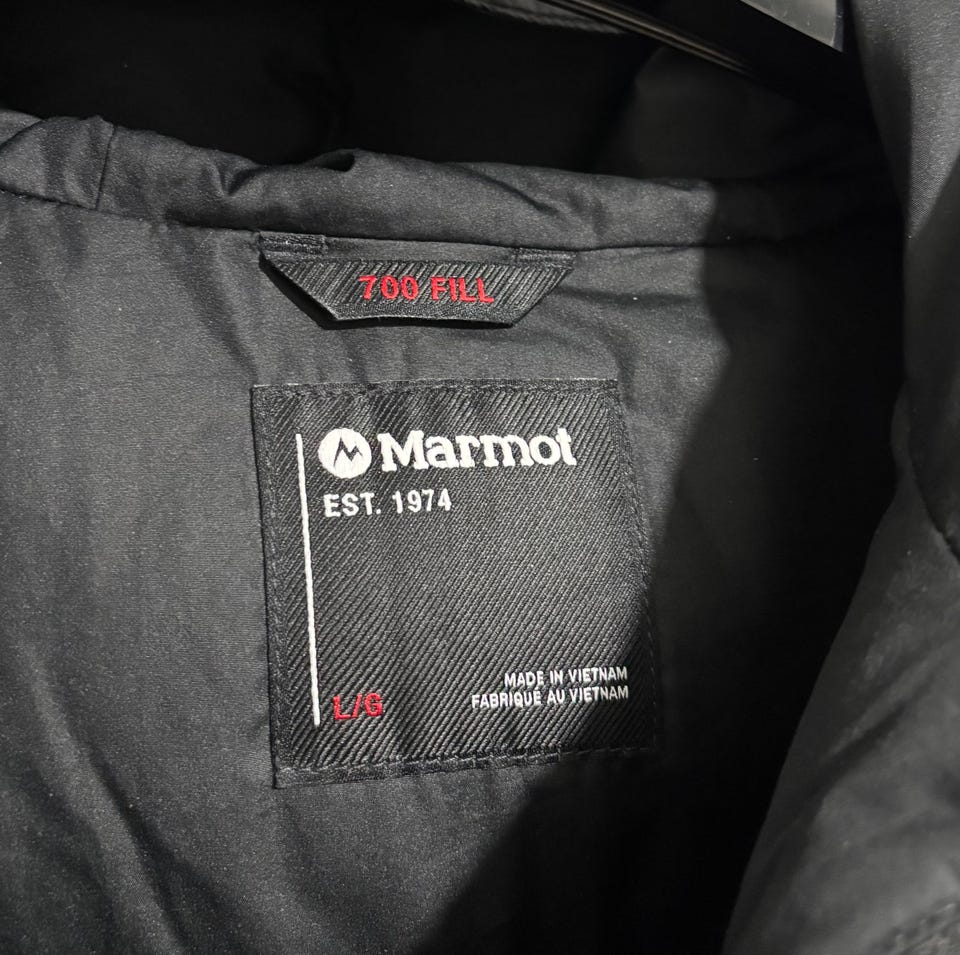 700 FILL
Marmot
EST. 1974
L/G
MADE IN VIETNAM
FABRIQUÉ AU VIETNAM